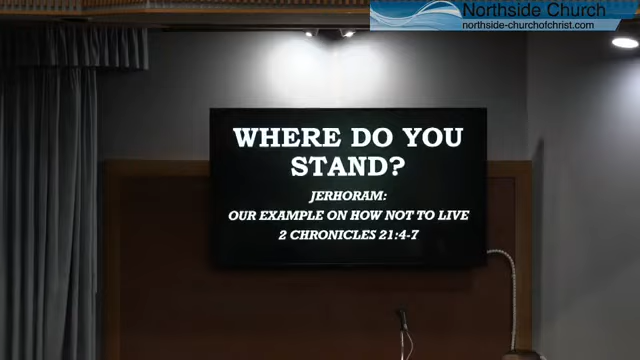 Northside Church
northside-churchofchrist.com
WHERE DO YOU
STAND?
JERHORAM:
OUR EXAMPLE ON HOW NOT TO LIVE
2 CHRONICLES 21:4-7